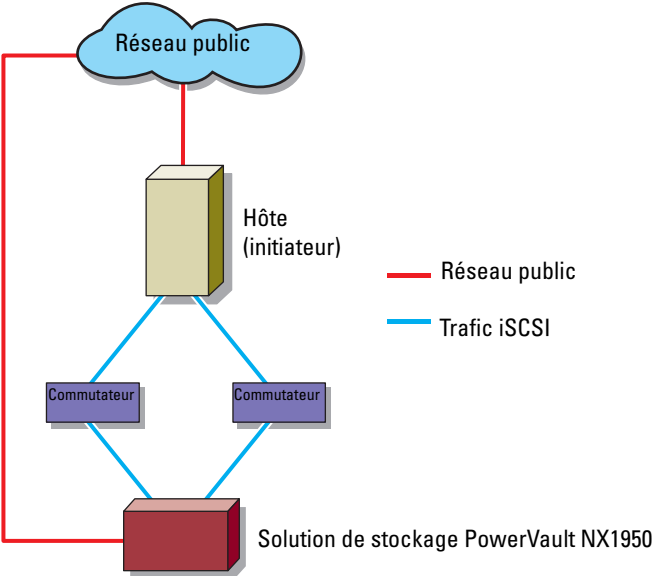 Réseau public
Hôte
(initiateur)
Réseau public
Trafic iSCSI
Commutateur
Commutateur
Solution de stockage PowerVault NX1950